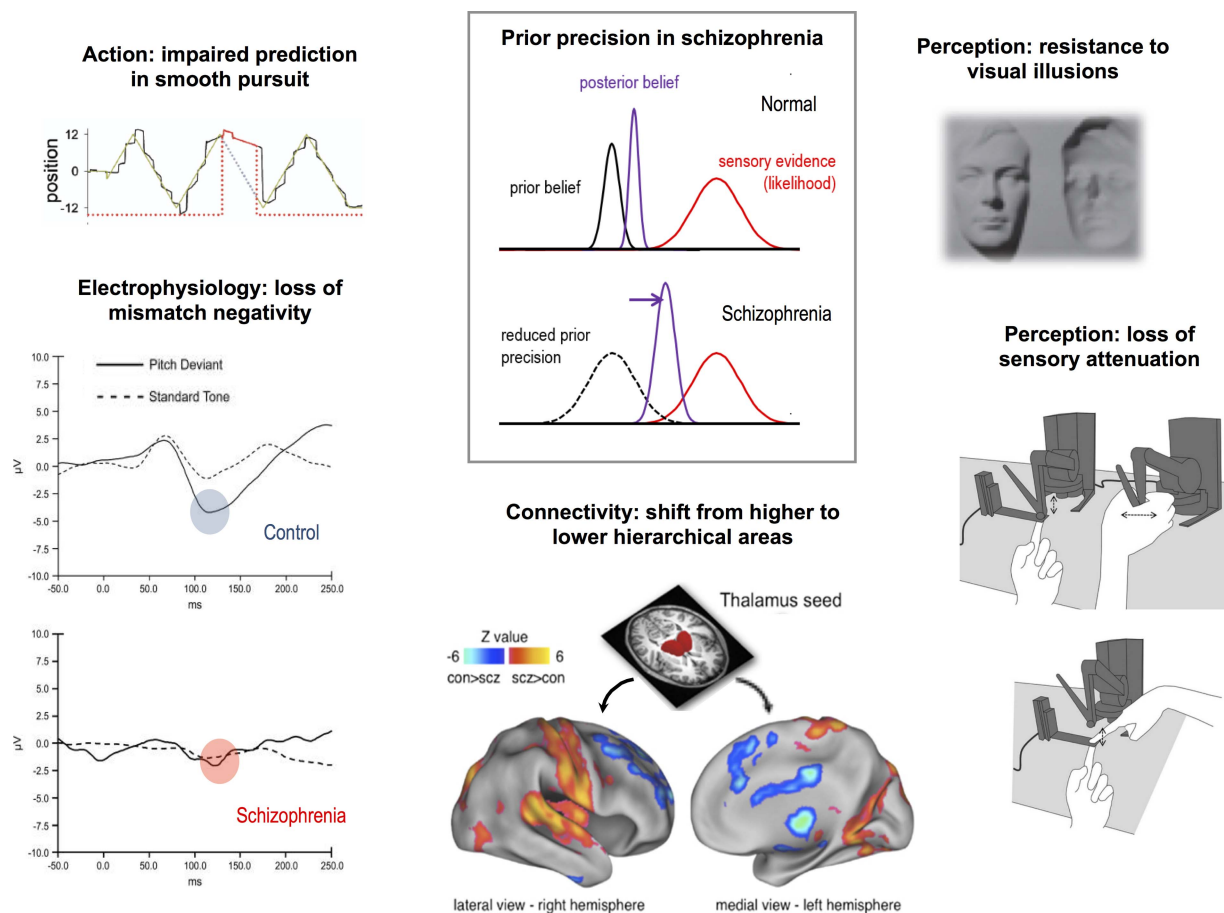 Action: impaired prediction
in smooth pursuit
position
12
0
-12
Prior precision in schizophrenia
posterior belief
Normal
prior belief
sensory evidence
(likelihood)
reduced prior
precision
Schizophrenia
Perception: resistance to
visual illusions
Electrophysiology: loss of
mismatch negativity
10.0
7.5
5.0
2.5
0.0
-2.5
-5.0
-7.5
-10.0
µV
Pitch Deviant
Standard Tone
Control
-50.0 0.0 50.0 100.0 150.0 200.0 250.0
ms
10.0
7.5
5.0
2.5
0.0
-2.5
-5.0
-7.5
-10.0
µV
Schizophrenia
-50.0 0.0 50.0 100.0 150.0 200.0 250.0
ms
Connectivity: shift from higher to
lower hierarchical areas
Thalamus seed
Z value
-6 6
con>scz scz>con
lateral view - right hemisphere
medial view - left hemisphere
Perception: loss of
sensory attenuation